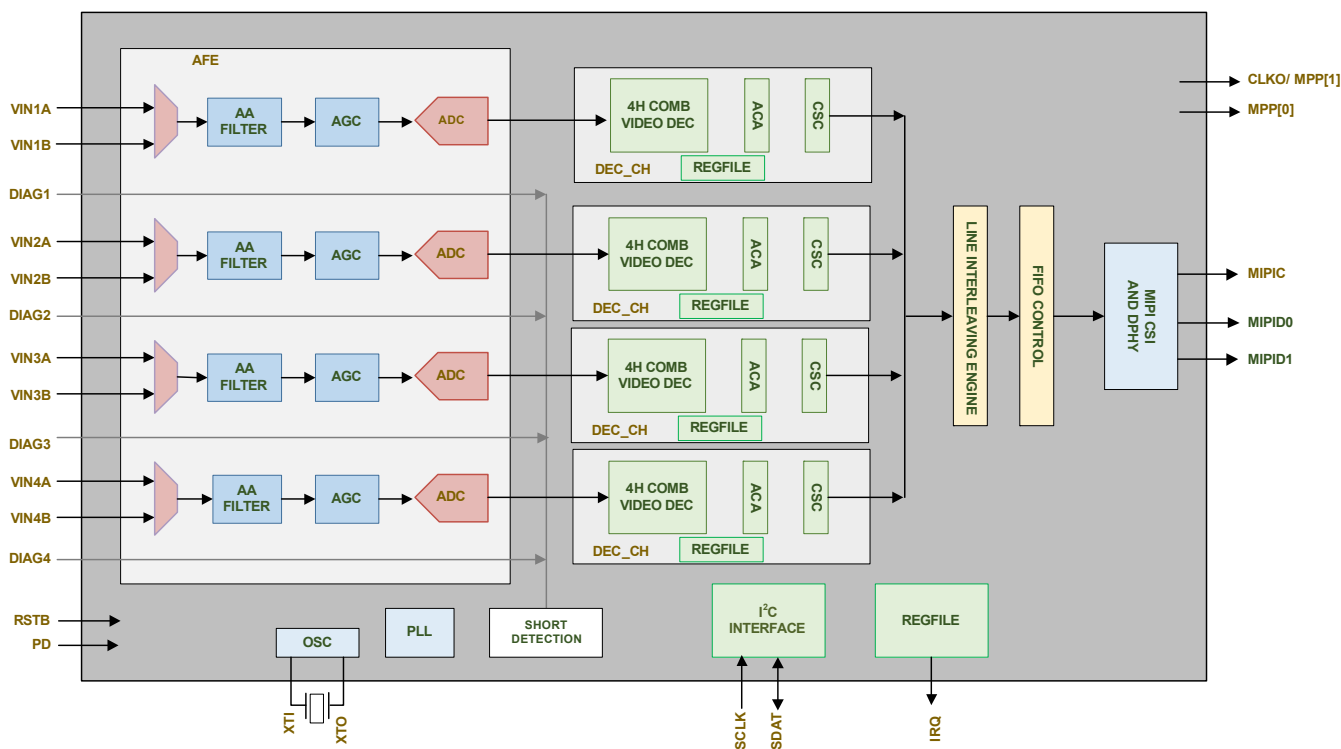 AFE
CLKO/ MPP[1]
MPP[0]
VIN1A
VIN1B
AA
FILTER
AGC
ADC
4H COMB
VIDEO DEC
ACA
CSC
DEC_CH
REGFILE
DIAG1
VIN2A
VIN2B
AA
FILTER
AGC
ADC
4H COMB
VIDEO DEC
ACA
CSC
DEC_CH
REGFILE
DIAG2
VIN3A
VIN3B
AA
FILTER
AGC
ADC
4H COMB
VIDEO DEC
ACA
CSC
DEC_CH
REGFILE
DIAG3
VIN4A
VIN4B
AA
FILTER
AGC
ADC
4H COMB
VIDEO DEC
ACA
CSC
DEC_CH
REGFILE
DIAG4
LINE INTERLEAVING ENGINE
FIFO CONTROL
MIPI CSI
AND DPHY
MIPIC
MIPID0
MIPID1
RSTB
PD
OSC
PLL
SHORT
DETECTION
I²C
INTERFACE
REGFILE
XTI
XTO
SCLK
SDAT
IRQ